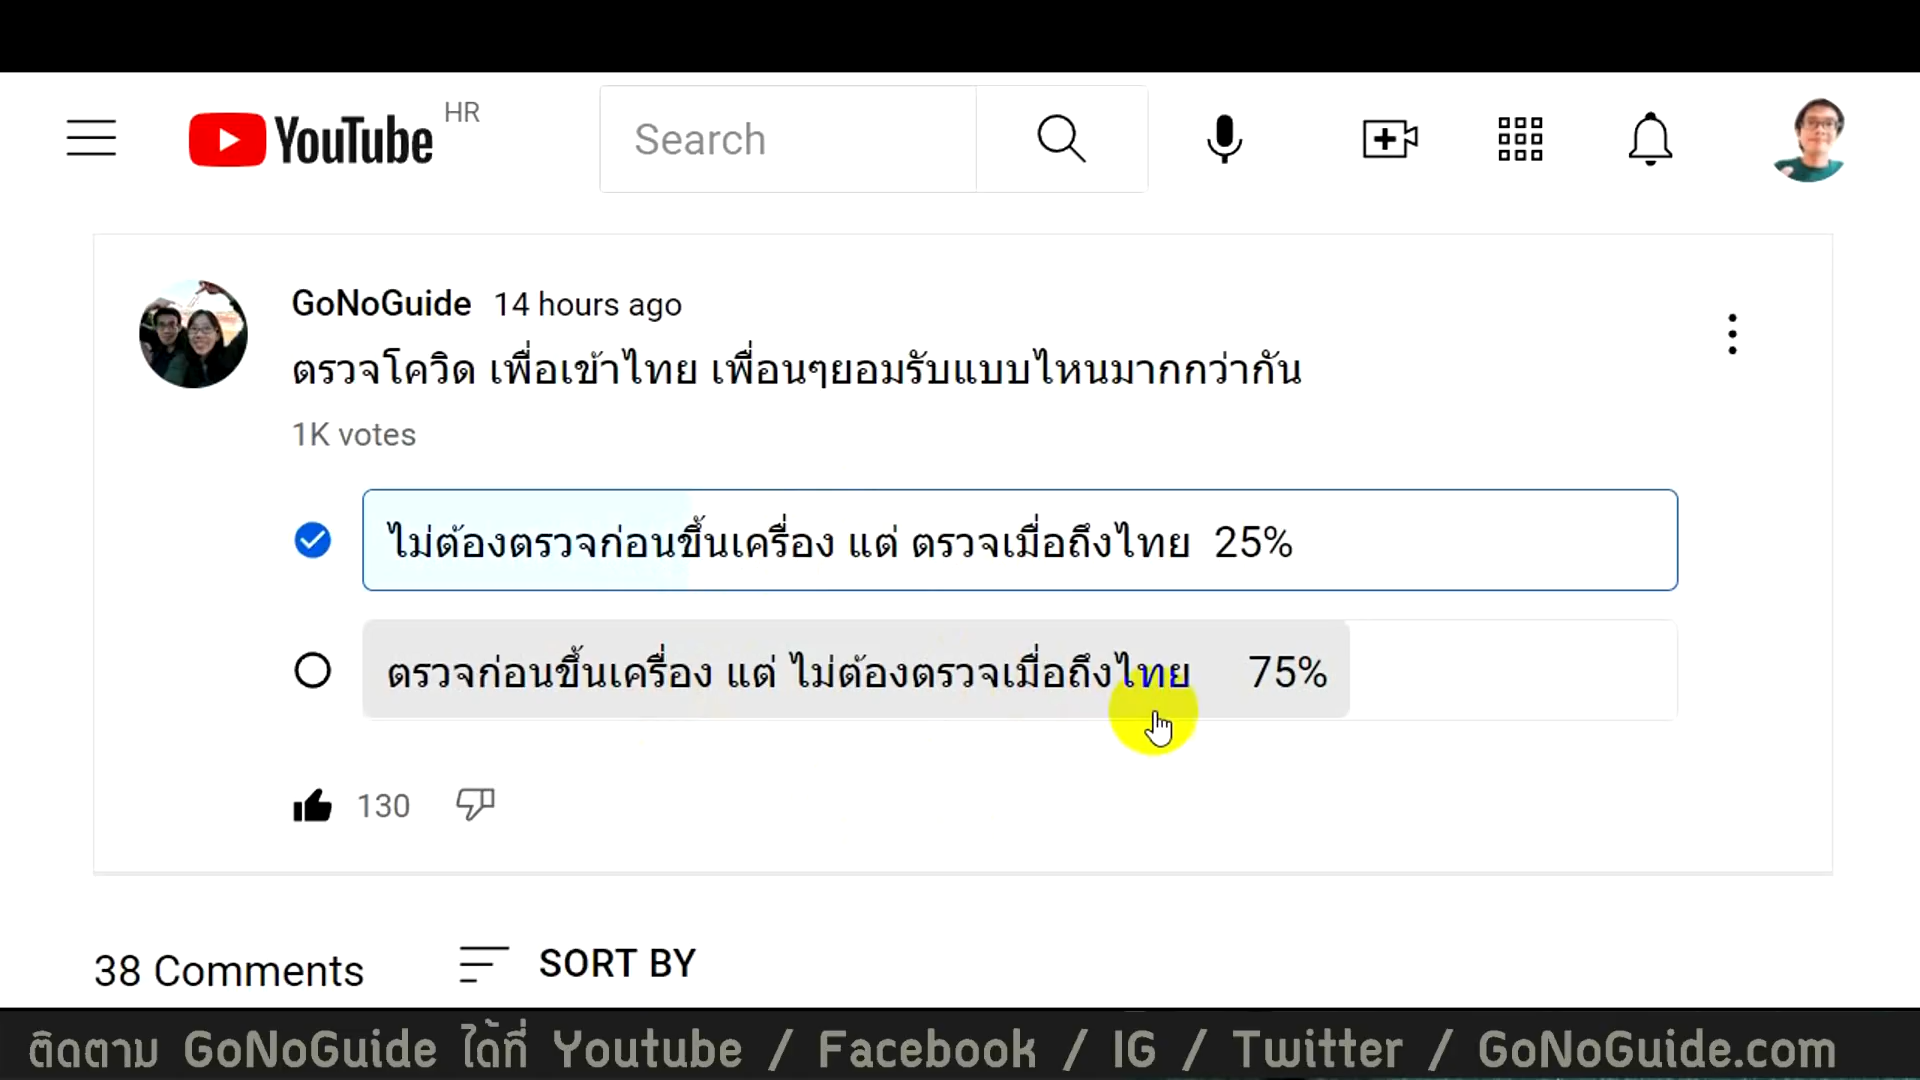 YouTube HR
Search
GoNoGuide 14 hours ago
ตรวจโควิด เพื่อเข้าไทย เพื่อนๆยอมรับแบบไหนมากกว่ากัน
1K votes
ไม่ต้องตรวจก่อนขึ้นเครื่อง แต่ ตรวจเมื่อถึงไทย 25%
ตรวจก่อนขึ้นเครื่อง แต่ ไม่ต้องตรวจเมื่อถึงไทย 75%
130
38 Comments SORT BY
ติดตาม GoNoGuide ได้ที่ Youtube / Facebook / IG / Twitter / GoNoGuide.com